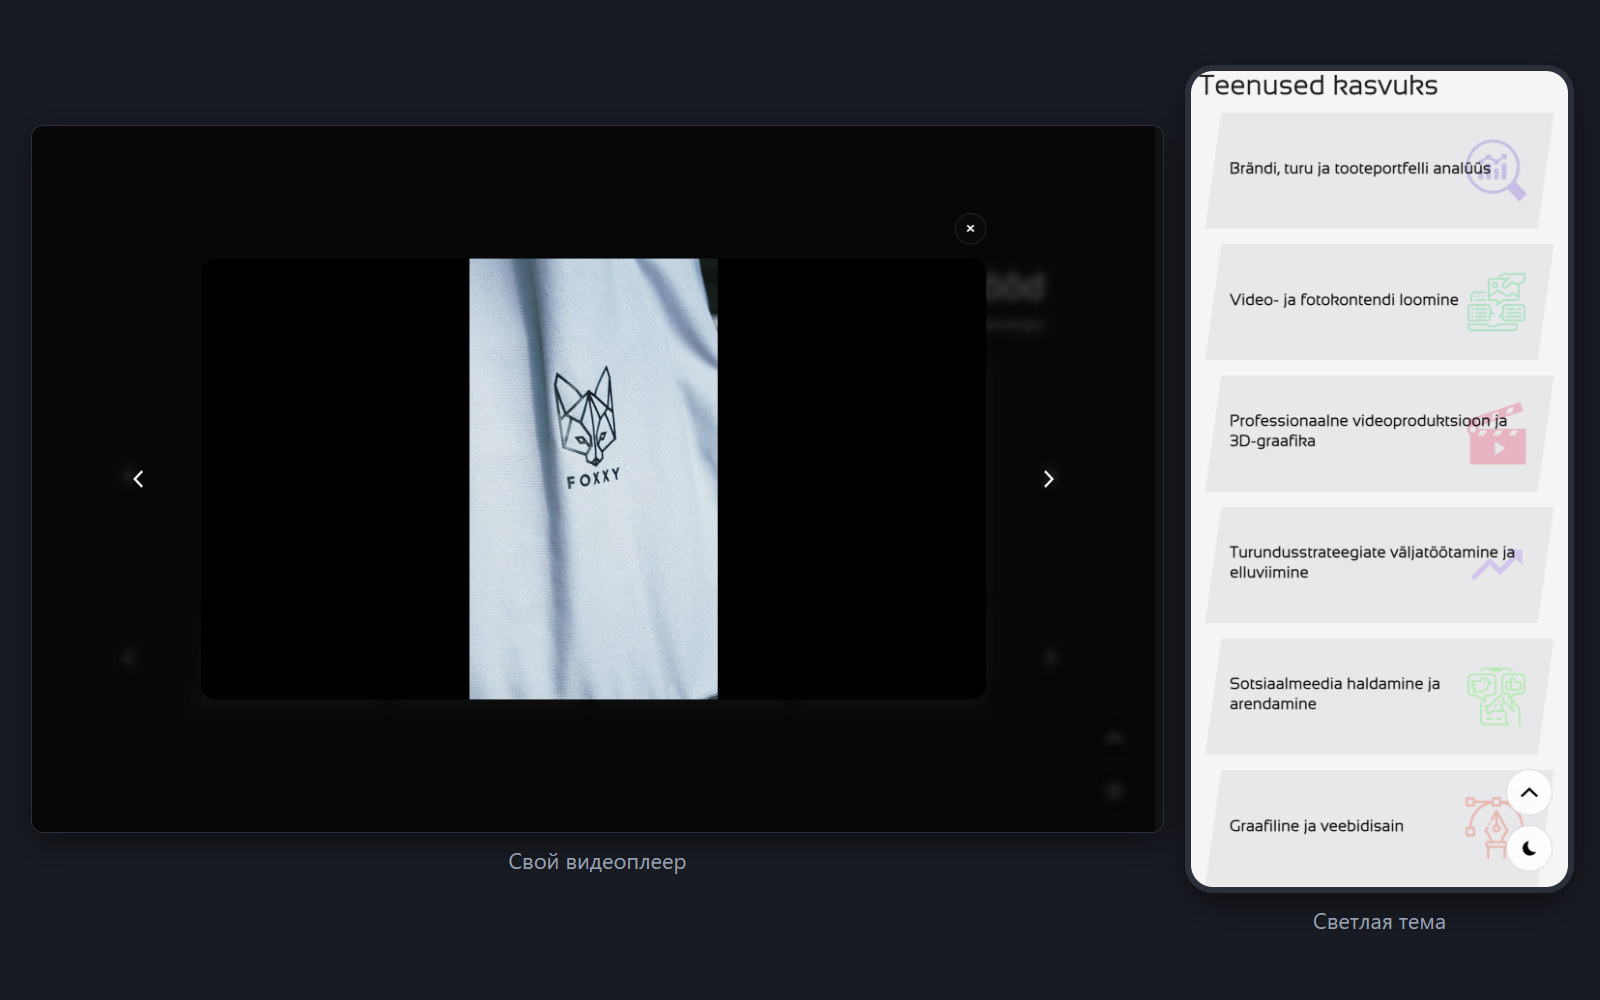 FOXXY
Свой видеоплеер
Teenused kasvuks
Brändi, turu ja tooteportfelli analüüs
Video- ja fotokontendi loomine
Professionaalne videoproduktsioon ja
3D-graafika
Turundusstrateegiate väljatöötamine ja
elluviimine
Sotsiaalmeedia haldamine ja
arendamine
Graafiline ja veebidisain
Светлая тема